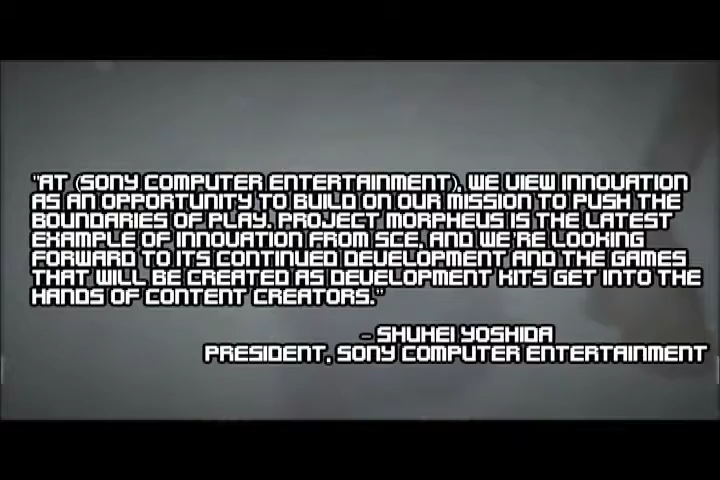 "AT (SONY COMPUTER ENTERTAINMENT), WE VIEW INNOVATION
AS AN OPPORTUNITY TO BUILD ON OUR MISSION TO PUSH THE
BOUNDARIES OF PLAY. PROJECT MORPHEUS IS THE LATEST
EXAMPLE OF INNOVATION FROM SCE, AND WE'RE LOOKING
FORWARD TO ITS CONTINUED DEVELOPMENT AND THE GAMES
THAT WILL BE CREATED AS DEVELOPMENT KITS GET INTO THE
HANDS OF CONTENT CREATORS."
- SHUHEI YOSHIDA
PRESIDENT, SONY COMPUTER ENTERTAINMENT